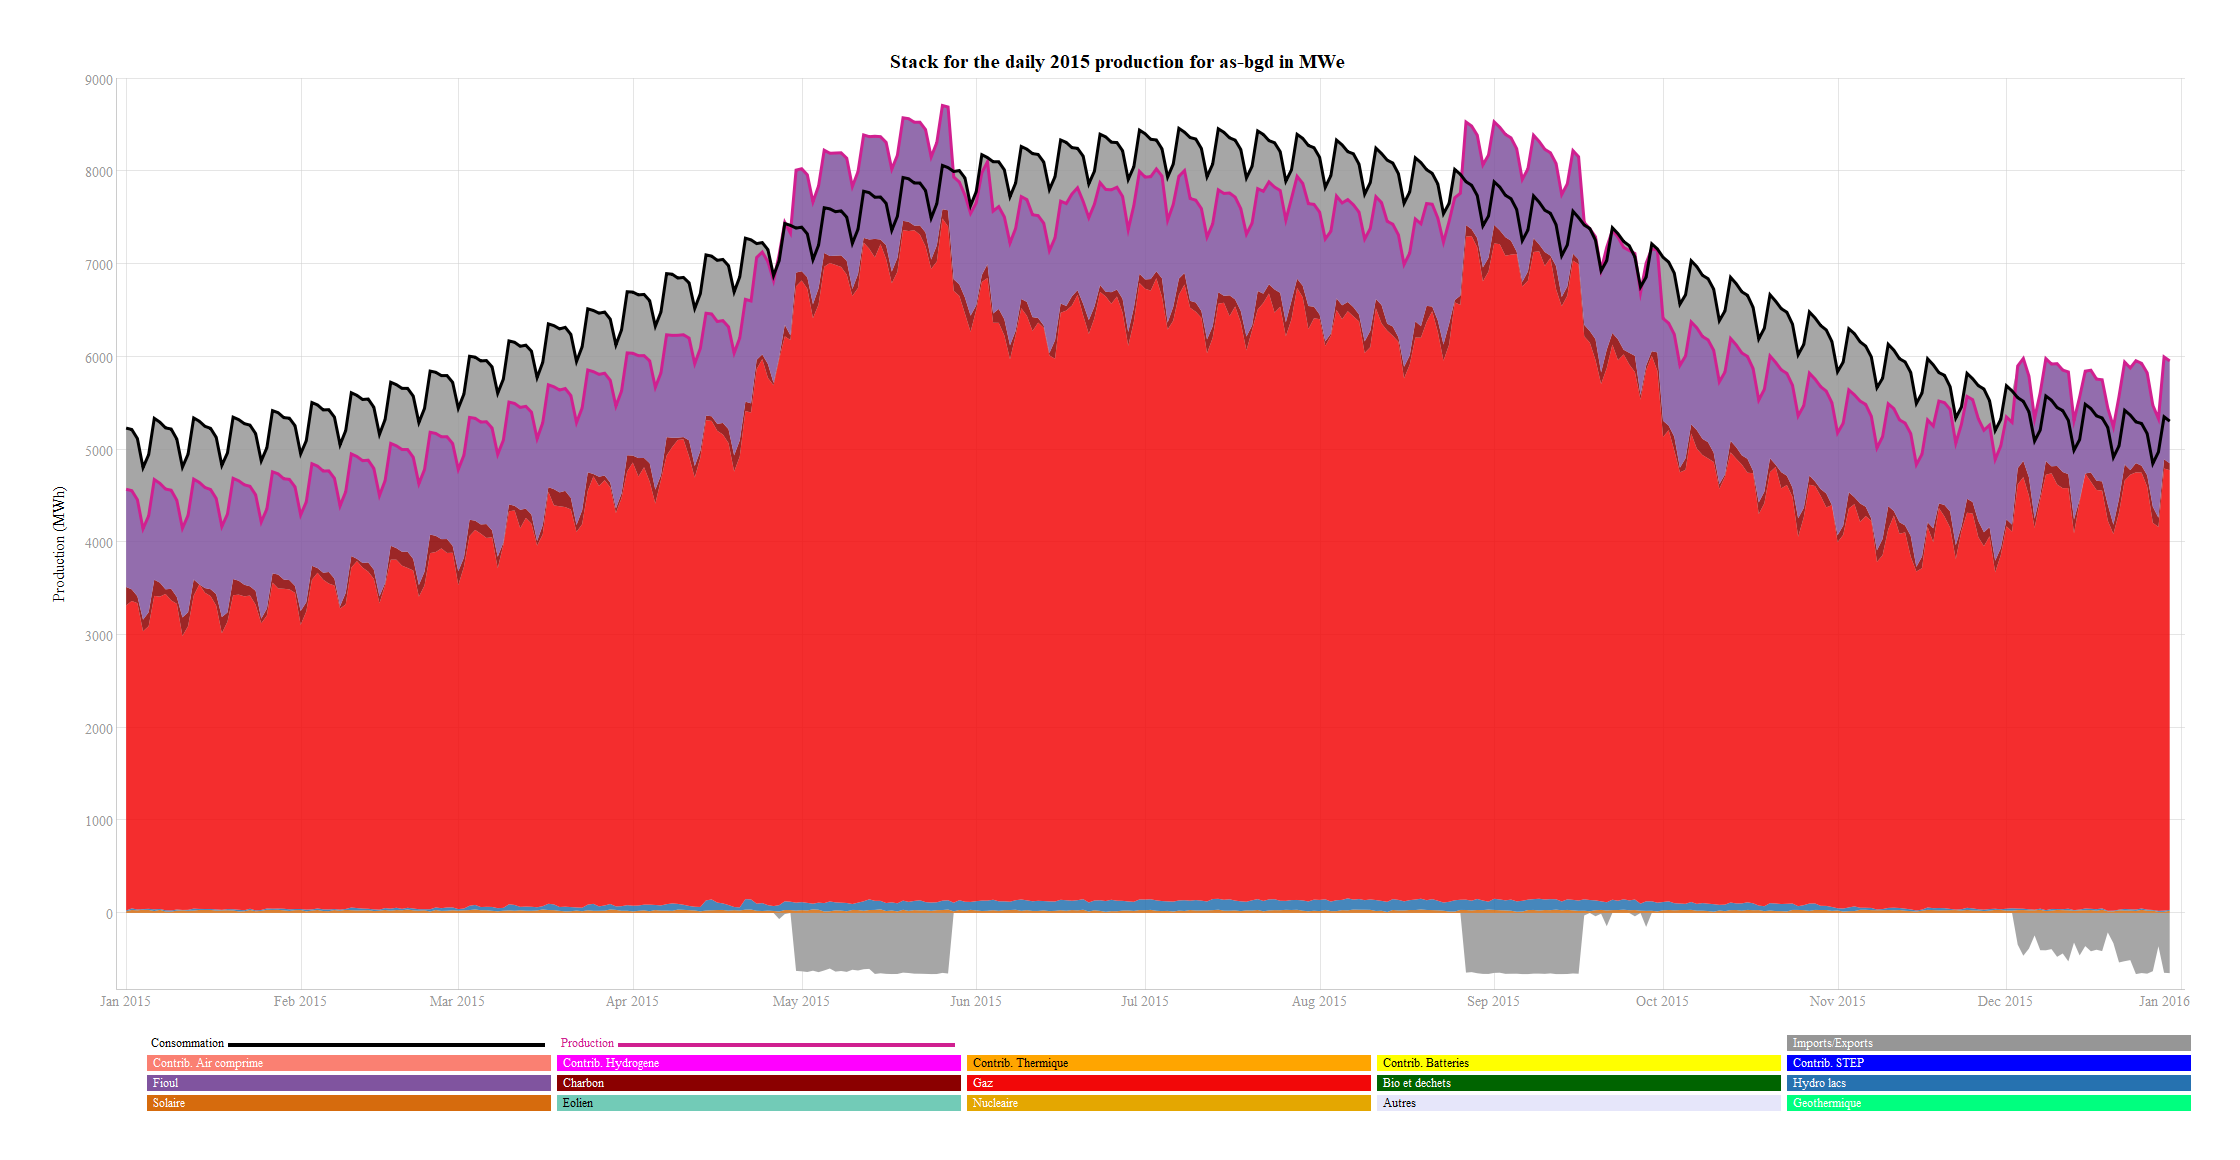 Stack for the daily 2015 production for as-bgd in MWe
9000
8000
7000
6000
5000
4000
3000
2000
1000
0
Production (MWh)
Jan 2015 Feb 2015 Mar 2015 Apr 2015 May 2015 Jun 2015 Jul 2015 Aug 2015 Sep 2015 Oct 2015 Nov 2015 Dec 2015 Jan 2016
Consommation Production Imports/Exports
Contrib. Air comprime Contrib. Hydrogene Contrib. Thermique Contrib. Batteries Contrib. STEP
Fioul Charbon Gaz Bio et dechets Hydro lacs
Solaire Eolien Nucleaire Autres Geothermique